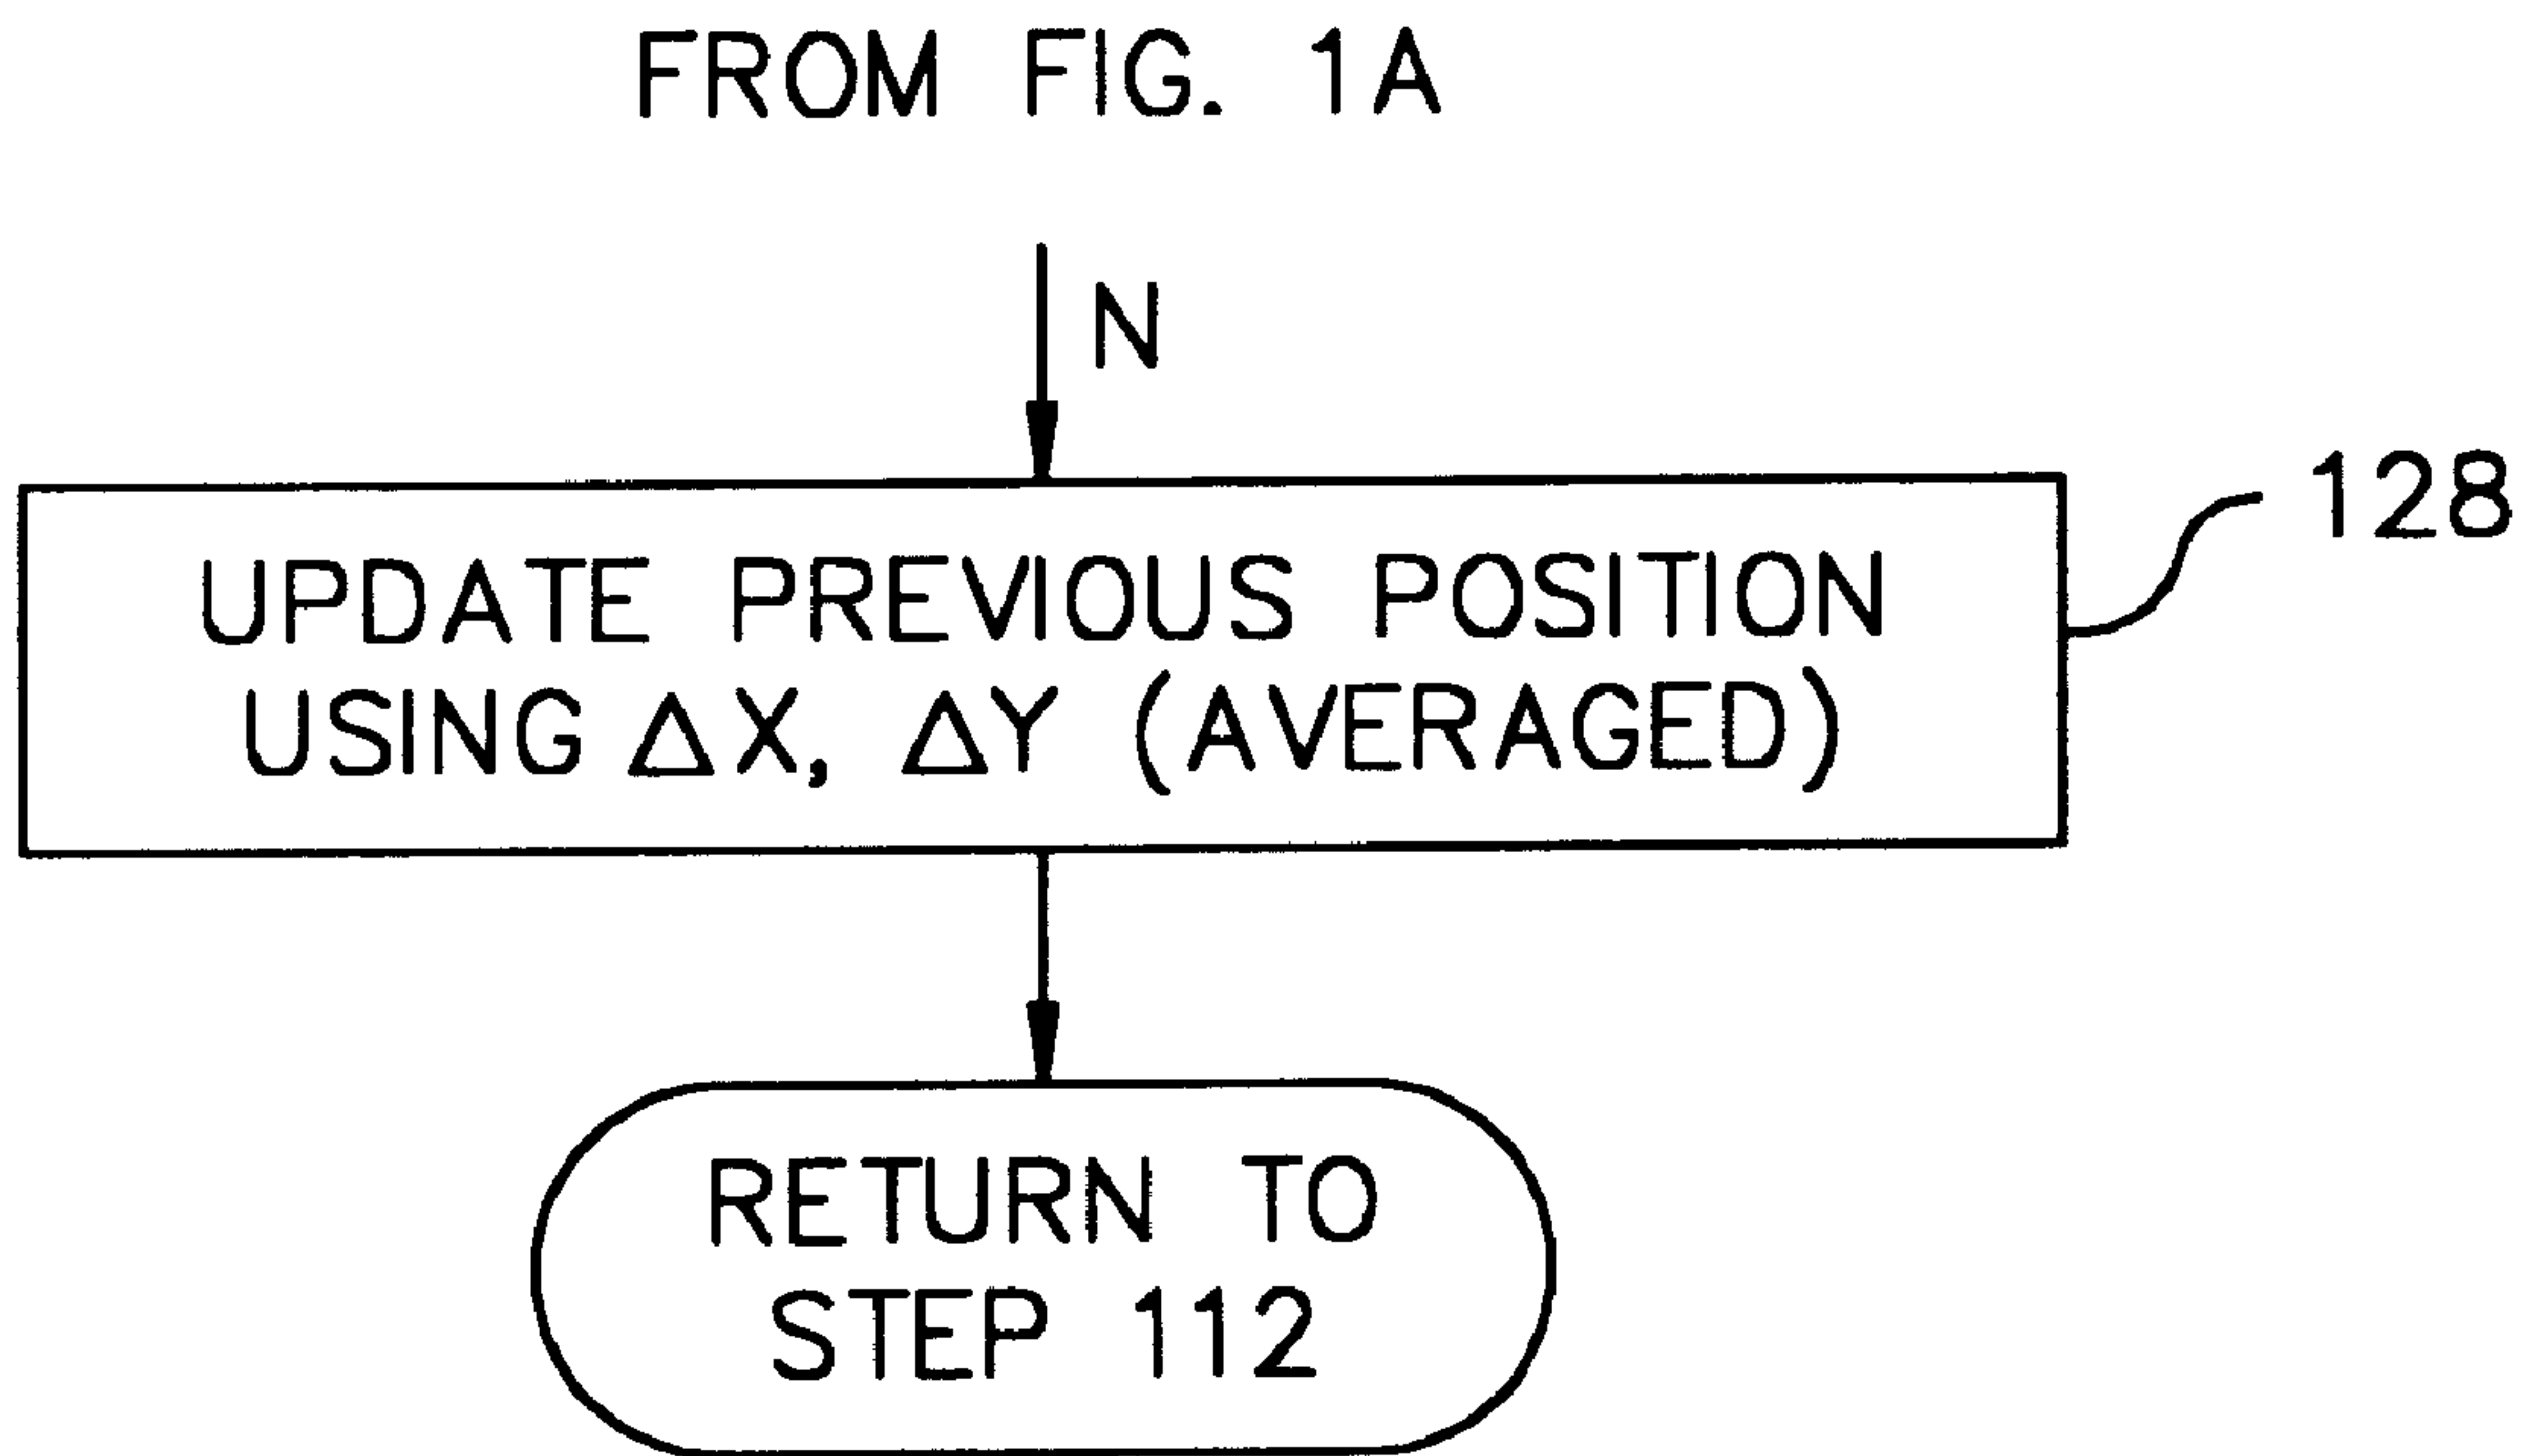 FROM FIG. 1A
N
128
UPDATE PREVIOUS POSITION
USING ΔX, ΔY (AVERAGED)
RETURN TO
STEP 112